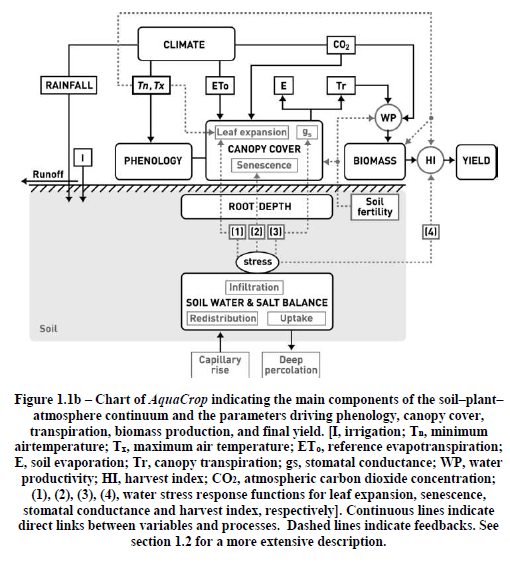 CLIMATE
CO2
RAINFALL
Tn, Tx
ETo
E
Tr
WP
Leaf expansion
gs
I
PHENOLOGY
CANOPY COVER
BIOMASS
HI
YIELD
Senescence
Runoff
ROOT DEPTH
Soil
fertility
(1)
(2)
(3)
(4)
stress
Infiltration
SOIL WATER & SALT BALANCE
Redistribution
Uptake
Soil
Capillary
rise
Deep
percolation
Figure 1.1b – Chart of AquaCrop indicating the main components of the soil–plant–
atmosphere continuum and the parameters driving phenology, canopy cover,
transpiration, biomass production, and final yield. [I, irrigation; Tn, minimum
airtemperature; Tx, maximum air temperature; ETo, reference evapotranspiration;
E, soil evaporation; Tr, canopy transpiration; gs, stomatal conductance; WP, water
productivity; HI, harvest index; CO2, atmospheric carbon dioxide concentration;
(1), (2), (3), (4), water stress response functions for leaf expansion, senescence,
stomatal conductance and harvest index, respectively]. Continuous lines indicate
direct links between variables and processes.  Dashed lines indicate feedbacks. See
section 1.2 for a more extensive description.